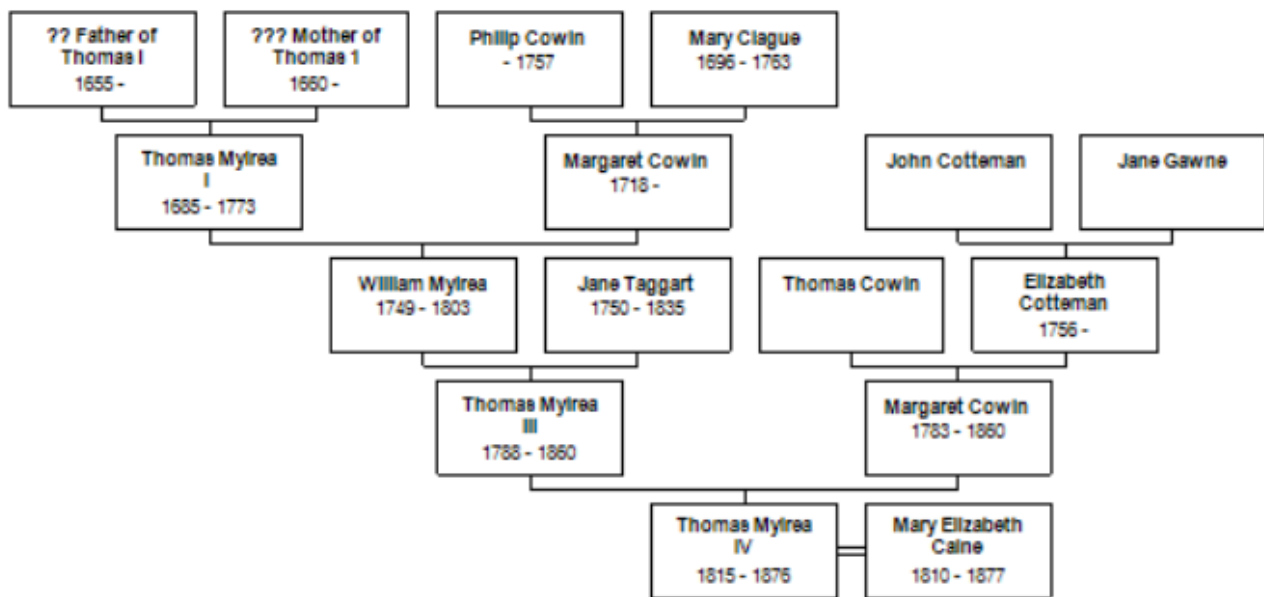 ?? Father of
Thomas I
1655 -
??? Mother of
Thomas 1
1660 -
Philip Cowin
- 1757
Mary Clague
1696 - 1763
Thomas Mylrea
I
1685 - 1773
Margaret Cowin
1718 -
John Cotteman
Jane Gawne
William Mylrea
1749 - 1803
Jane Taggart
1750 - 1835
Thomas Cowin
Elizabeth
Cotteman
1756 -
Thomas Mylrea
III
1788 - 1860
Margaret Cowin
1783 - 1860
Thomas Mylrea
IV
1815 - 1876
Mary Elizabeth
Caine
1810 - 1877